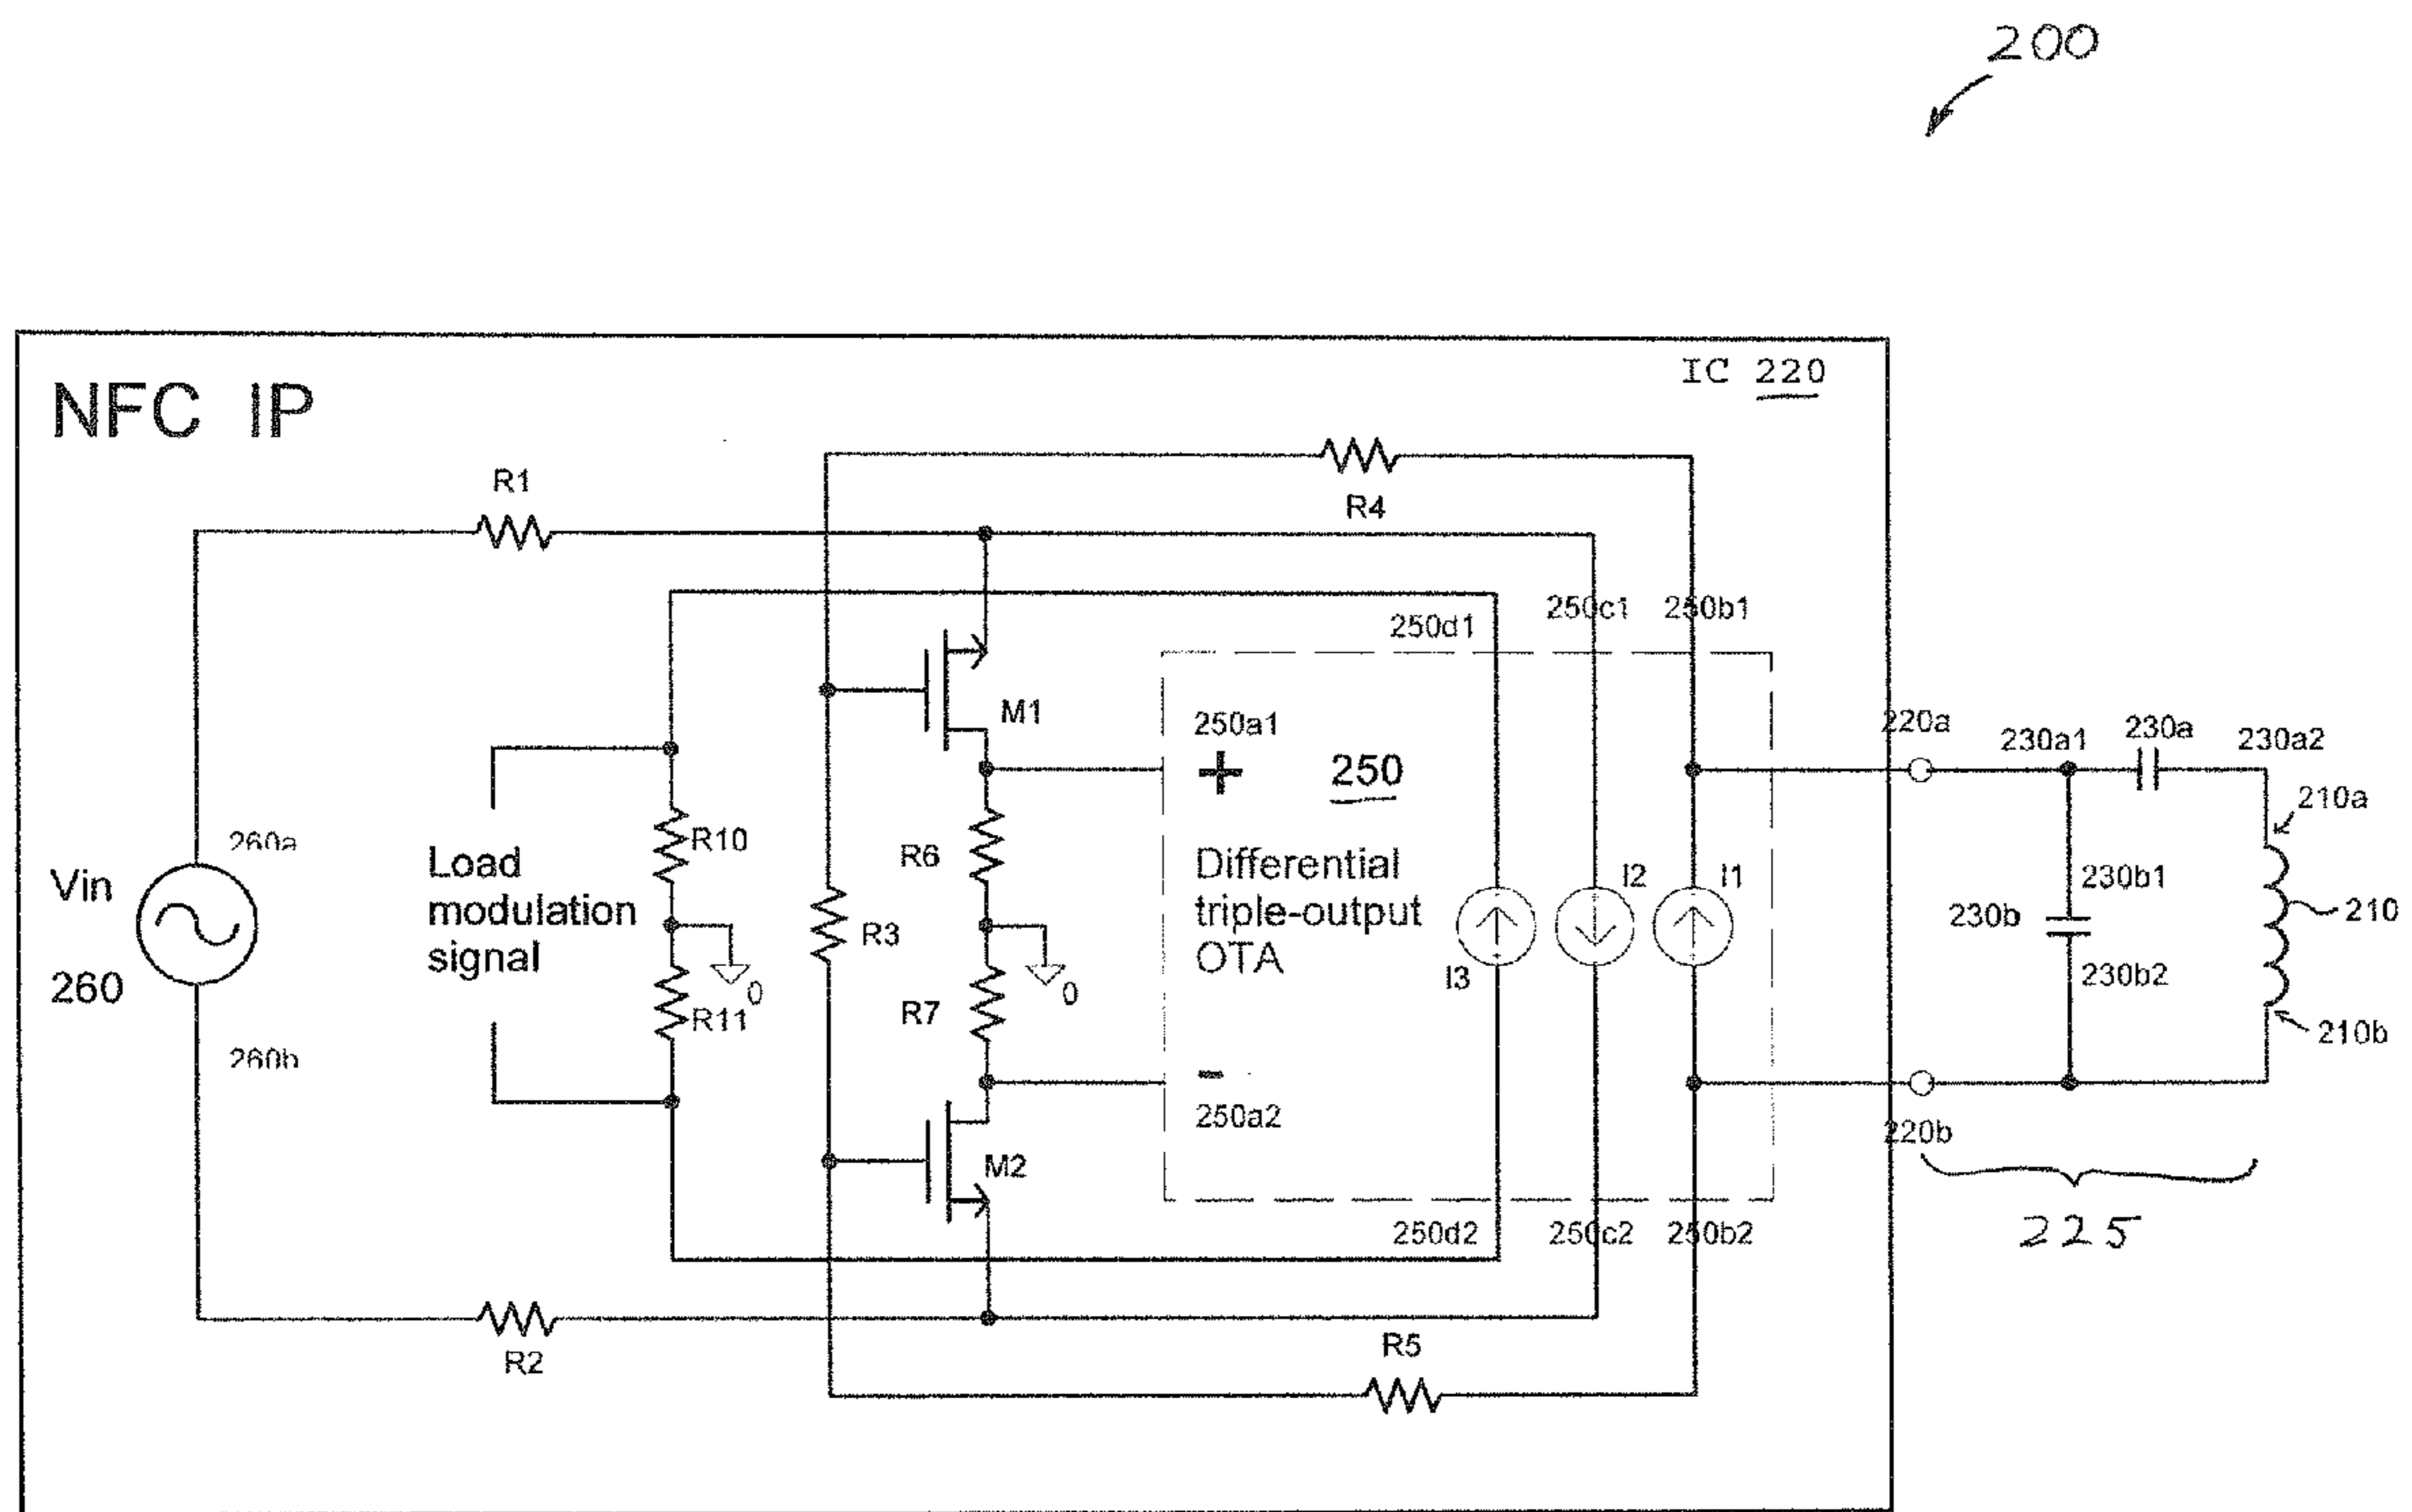 200
IC 220
NFC IP
R1
R4
250d1
250c1
250b1
M1
250a1
+
250
220a
230a1
230a
230a2
210a
260a
Vin
260
260b
Load
modulation
signal
R10
R11
0
R3
R6
R7
0
Differential
triple-output
OTA
I3
I2
I1
230b1
230b
230b2
210
210b
-
250a2
M2
220b
225
250d2
250c2
250b2
R2
R5